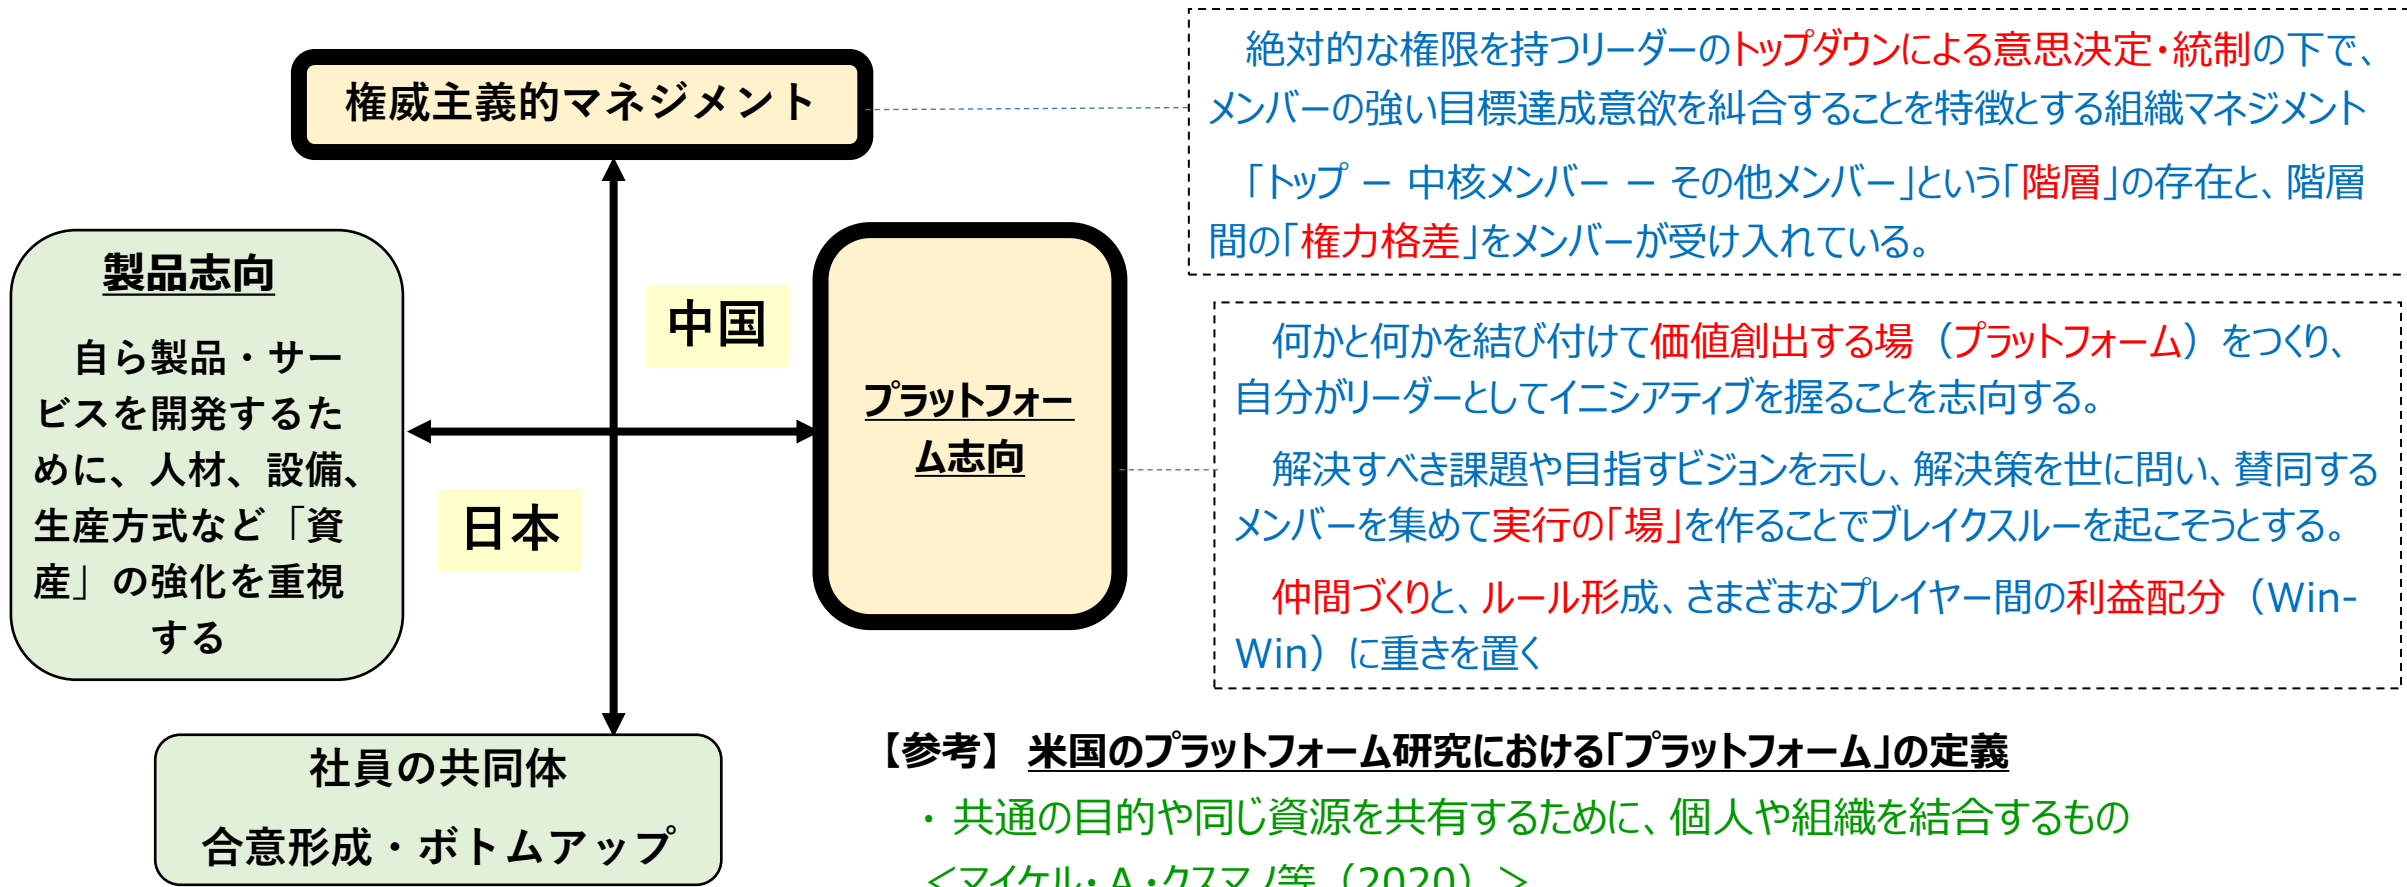 権威主義的マネジメント
絶対的な権限を持つリーダーのトップダウンによる意思決定・統制の下で、
メンバーの強い目標達成意欲を糾合することを特徴とする組織マネジメント
「トップ － 中核メンバー － その他メンバー」という「階層」の存在と、階層
間の「権力格差」をメンバーが受け入れている。
製品志向
自ら製品・サー
ビスを開発するた
めに、人材、設備、
生産方式など「資
産」の強化を重視
する
中国
日本
プラットフォー
ム志向
何かと何かを結び付けて価値創出する場（プラットフォーム）をつくり、
自分がリーダーとしてイニシアティブを握ることを志向する。
解決すべき課題や目指すビジョンを示し、解決策を世に問い、賛同する
メンバーを集めて実行の「場」を作ることでブレイクスルーを起こそうとする。
仲間づくりと、ルール形成、さまざまなプレイヤー間の利益配分（Win-
Win）に重きを置く
社員の共同体
合意形成・ボトムアップ
【参考】 米国のプラットフォーム研究における「プラットフォーム」の定義
・ 共通の目的や同じ資源を共有するために、個人や組織を結合するもの
＜マイケル・A・クスマノ等（2020）＞